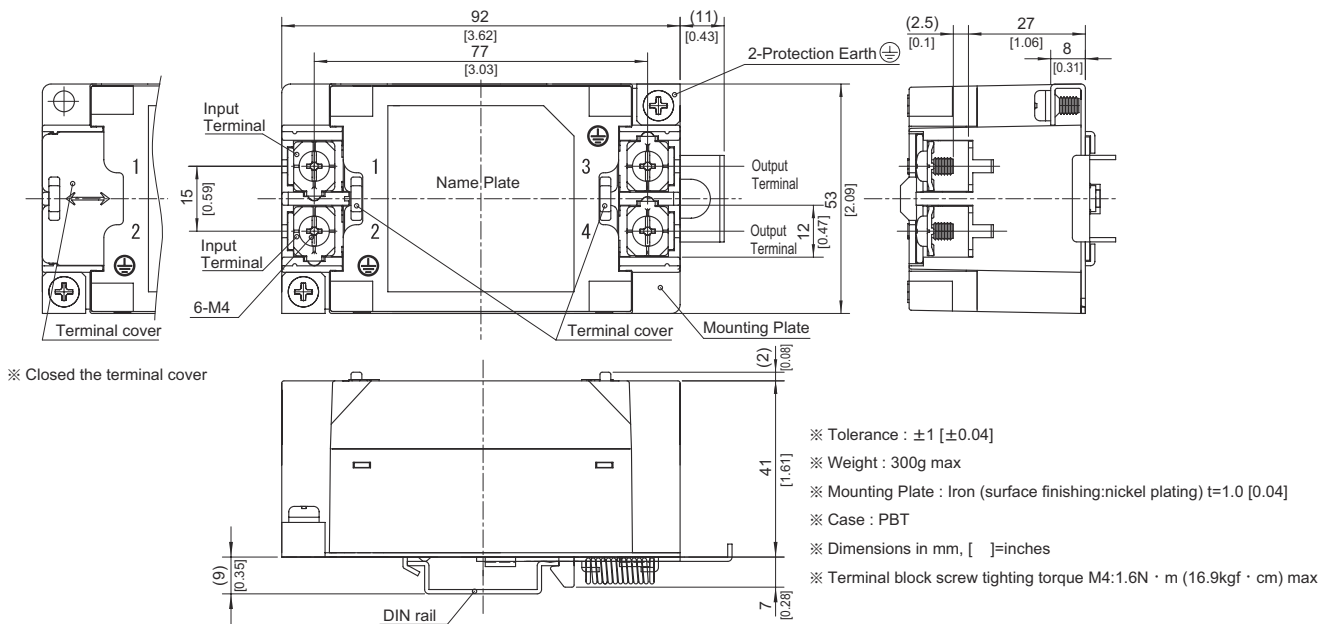 92
[3.62]
(11)
[0.43]
77
[3.03]
2-Protection Earth
(2.5)
[0.1]
27
[1.06]
8
[0.31]
Input
Terminal
1
2
Terminal cover
※ Closed the terminal cover
15
[0.59]
1
2
Input
Terminal
6-M4
Name Plate
3
4
Output
Terminal
Output
Terminal
12
[0.47]
53
[2.09]
Terminal cover
Mounting Plate
(2)
[0.08]
41
[1.61]
(9)
[0.35]
7
[0.28]
DIN rail
※ Tolerance : ±1 [±0.04]
※ Weight : 300g max
※ Mounting Plate : Iron (surface finishing:nickel plating) t=1.0 [0.04]
※ Case : PBT
※ Dimensions in mm, [ ]=inches
※ Terminal block screw tighting torque M4:1.6N · m (16.9kgf · cm) max